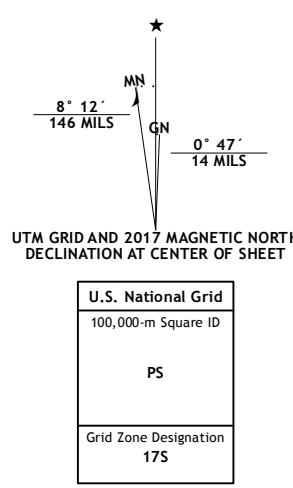 ★
MN
GN
8° 12´
146 MILS
0° 47´
14 MILS
UTM GRID AND 2017 MAGNETIC NORTH
DECLINATION AT CENTER OF SHEET
U.S. National Grid
100,000-m Square ID
PS
Grid Zone Designation
17S